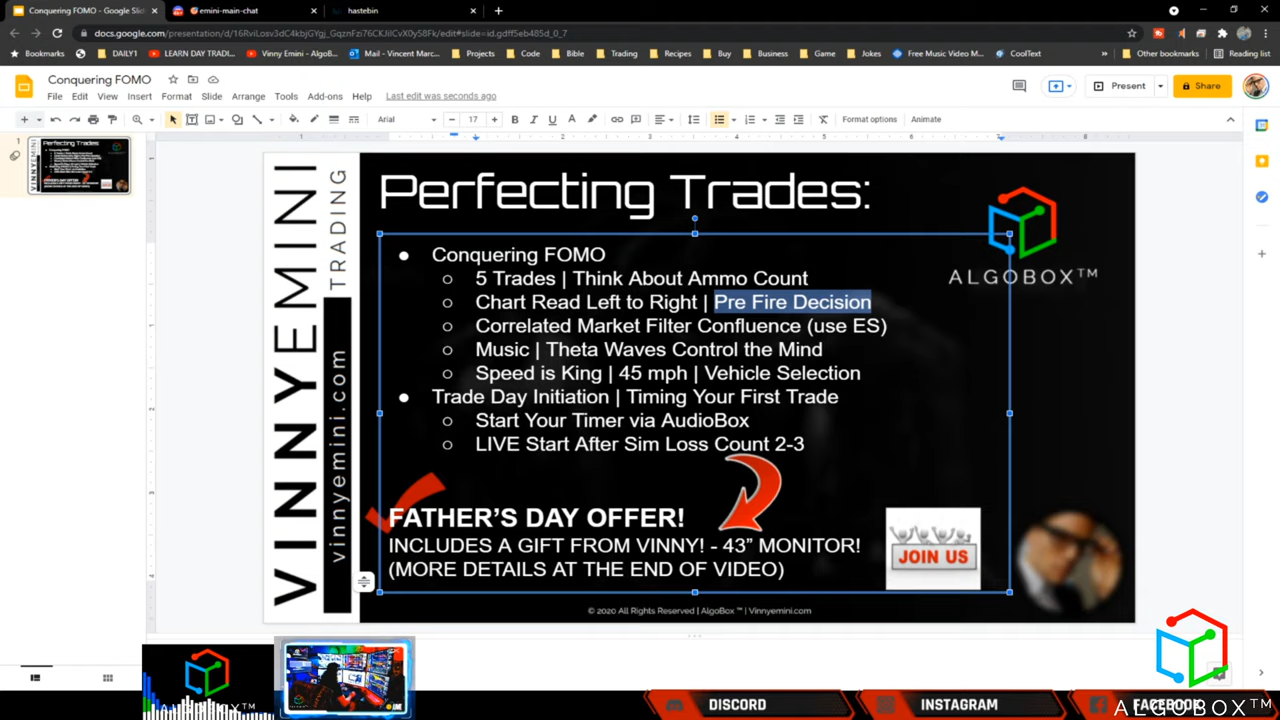 Conquering FOMO - Google Slid
emini-main-chat
hastebin
docs.google.com/presentation/d/
Bookmarks
DAILY1
LEARN DAY TRADI...
Vinny Emini - AlgoB...
Mail - Vincent Marc...
Projects
Code
Bible
Trading
Recipes
Buy
Business
Game
Jokes
Free Music Video M...
CoolText
Other bookmarks
Reading list
Conquering FOMO
File Edit View Insert Format Slide Arrange Tools Add-ons Help
Last edit was seconds ago
Present
Share
Arial
17
Format options
Animate
VINNYEMINI
TRADING
vinnyemini.com
Perfecting Trades:
● Conquering FOMO
○ 5 Trades | Think About Ammo Count
○ Chart Read Left to Right | Pre Fire Decision
○ Correlated Market Filter Confluence (use ES)
○ Music | Theta Waves Control the Mind
○ Speed is King | 45 mph | Vehicle Selection
● Trade Day Initiation | Timing Your First Trade
○ Start Your Timer via AudioBox
○ LIVE Start After Sim Loss Count 2-3
ALGOBOX™
FATHER'S DAY OFFER!
INCLUDES A GIFT FROM VINNY! - 43” MONITOR!
(MORE DETAILS AT THE END OF VIDEO)
JOIN US
© 2020 All Rights Reserved | AlgoBox ™ | Vinnyemini.com
DISCORD
INSTAGRAM
ALGOBOX™